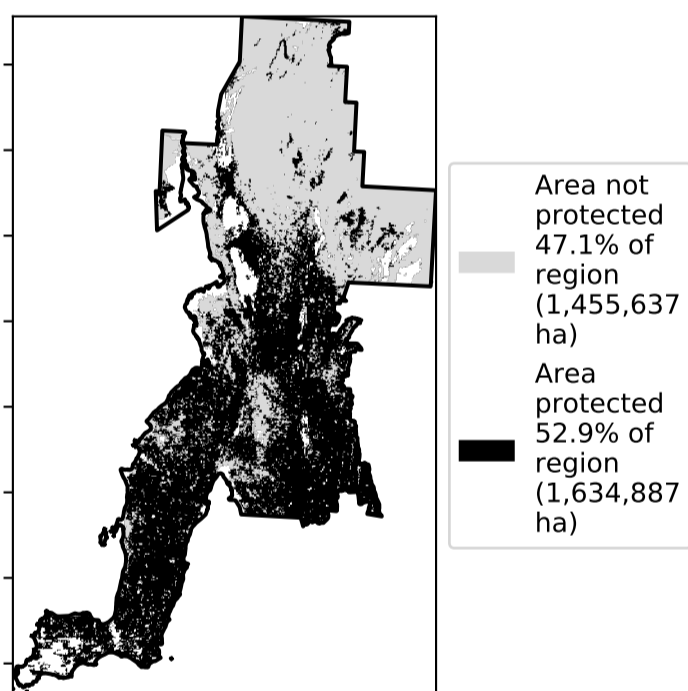 Area not
protected
47.1% of
region
(1,455,637
ha)
Area
protected
52.9% of
region
(1,634,887
ha)